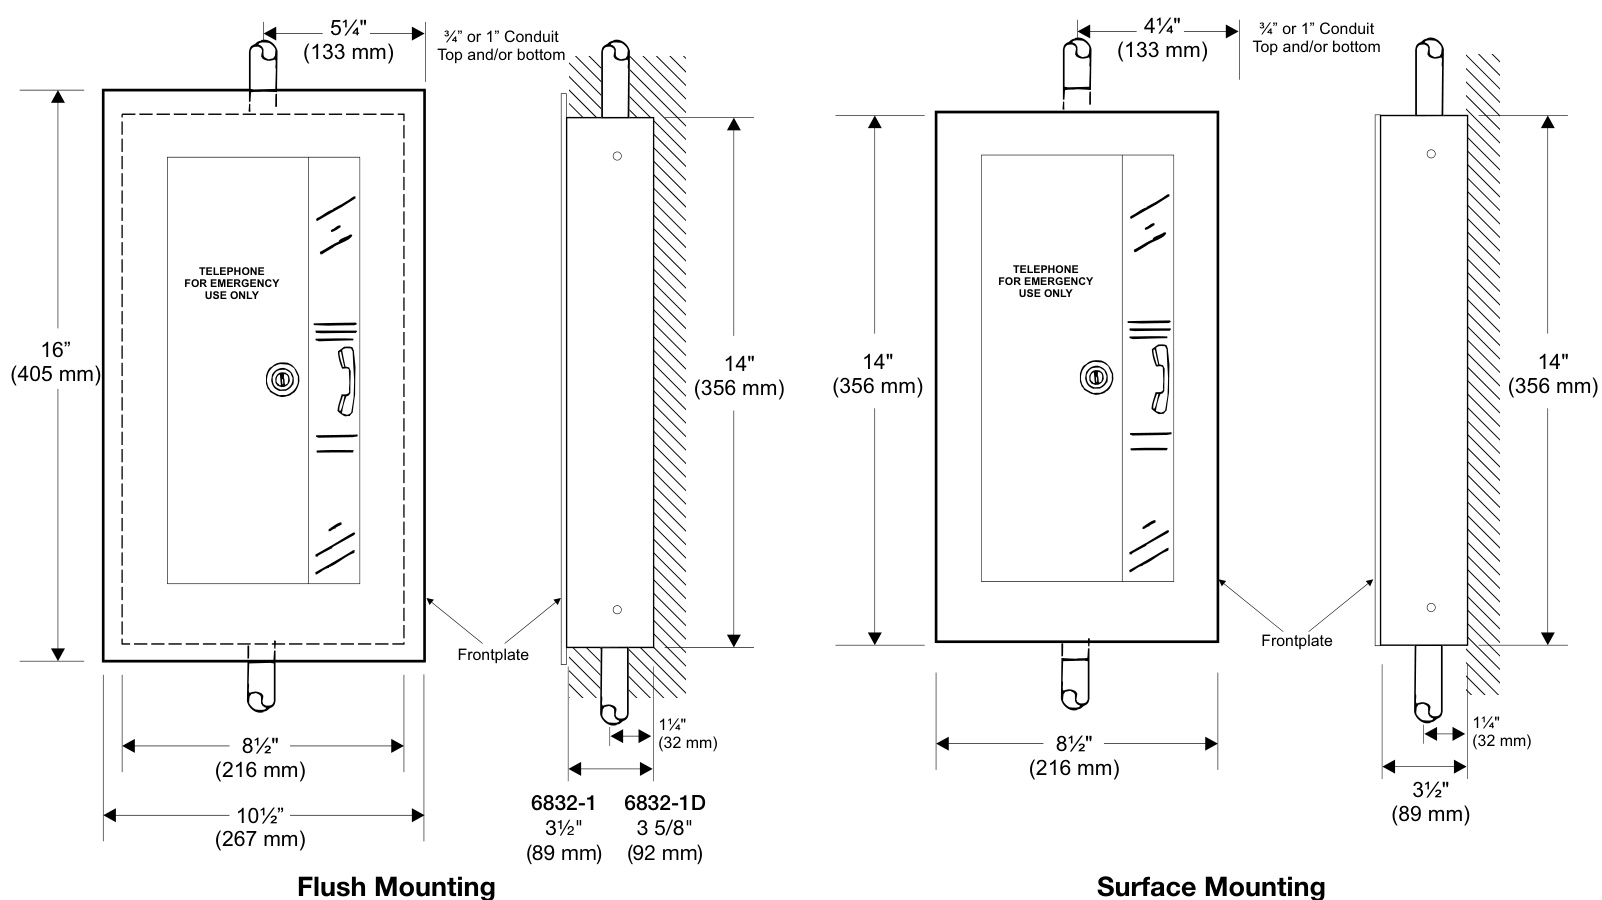 5¼"
(133 mm)
¾” or 1” Conduit
Top and/or bottom
16”
(405 mm)
TELEPHONE
FOR EMERGENCY
USE ONLY
14"
(356 mm)
Frontplate
8½"
(216 mm)
10½”
(267 mm)
1¼"
(32 mm)
6832-1
3½"
(89 mm)
6832-1D
3 5/8"
(92 mm)
Flush Mounting
4¼"
(133 mm)
¾” or 1” Conduit
Top and/or bottom
14"
(356 mm)
TELEPHONE
FOR EMERGENCY
USE ONLY
14"
(356 mm)
Frontplate
8½"
(216 mm)
1¼"
(32 mm)
3½"
(89 mm)
Surface Mounting